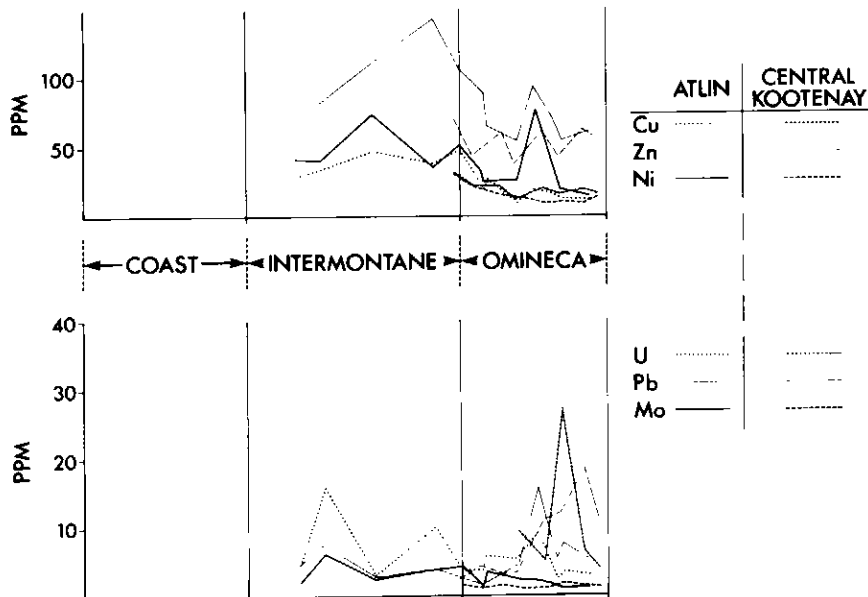 PPM
100
50
COAST
INTERMONTANE
OMINECA
PPM
40
30
20
10
ATLIN
CENTRAL
KOOTENAY
Cu
Zn
Ni
U
Pb
Mo